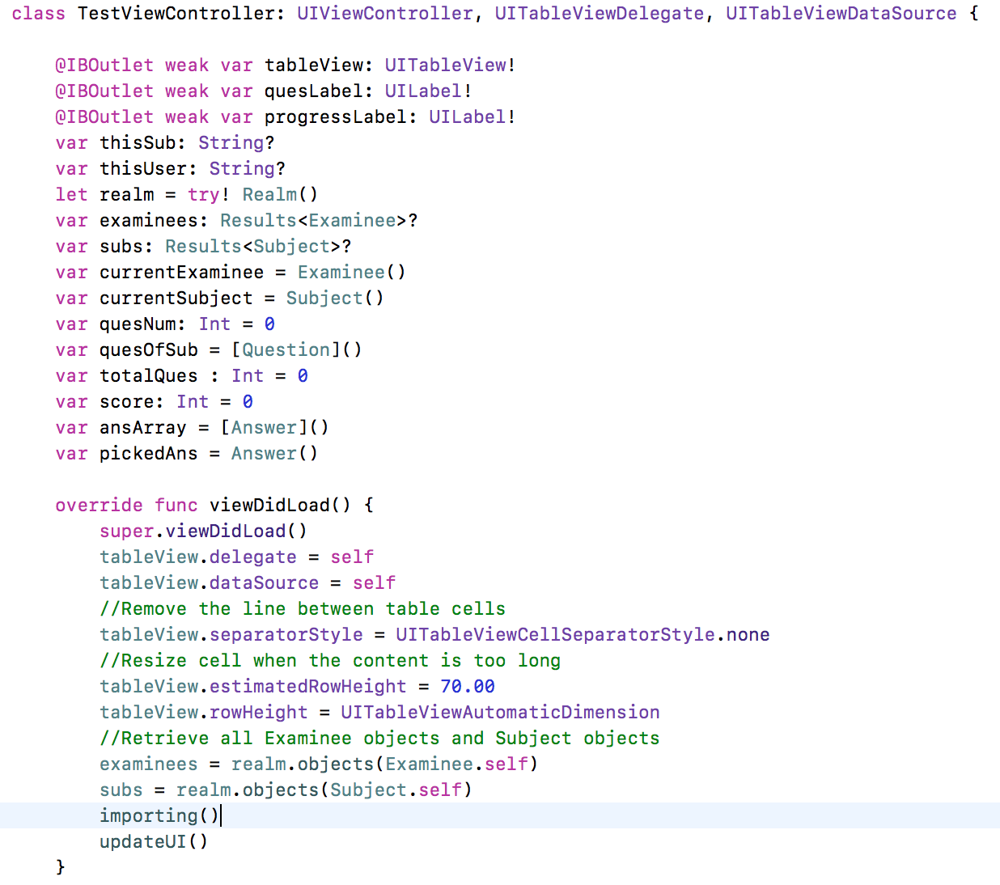 class TestViewController: UIViewController, UITableViewDelegate, UITableViewDataSource {
@IBOutlet weak var tableView: UITableView!
@IBOutlet weak var quesLabel: UILabel!
@IBOutlet weak var progressLabel: UILabel!
var thisSub: String?
var thisUser: String?
let realm = try! Realm()
var examinees: Results<Examinee>?
var subs: Results<Subject>?
var currentExaminee = Examinee()
var currentSubject = Subject()
var quesNum: Int = 0
var quesOfSub = [Question]()
var totalQues : Int = 0
var score: Int = 0
var ansArray = [Answer]()
var pickedAns = Answer()
override func viewDidLoad() {
super.viewDidLoad()
tableView.delegate = self
tableView.dataSource = self
//Remove the line between table cells
tableView.separatorStyle = UITableViewCellSeparatorStyle.none
//Resize cell when the content is too long
tableView.estimatedRowHeight = 70.00
tableView.rowHeight = UITableViewAutomaticDimension
//Retrieve all Examinee objects and Subject objects
examinees = realm.objects(Examinee.self)
subs = realm.objects(Subject.self)
importing()
updateUI()
}